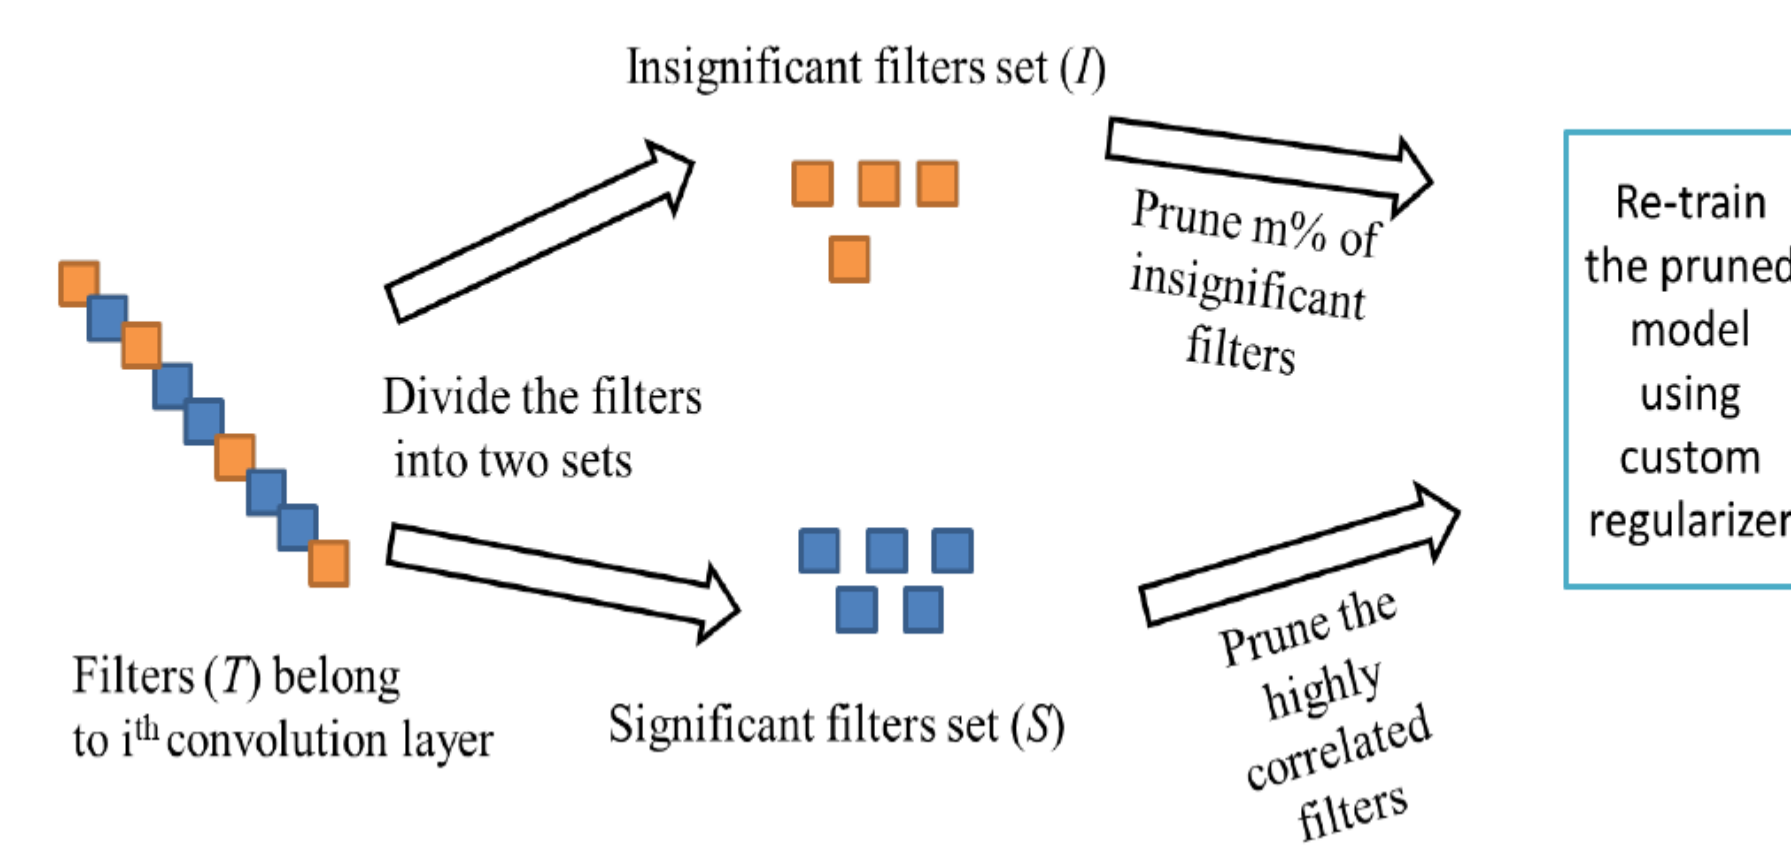 Insignificant filters set (I)
Prune m% of
insignificant
filters
Divide the filters
into two sets
Filters (T) belong
to ith convolution layer
Significant filters set (S)
Prune the
highly
correlated
filters
Re-train
the pruned
model
using
custom
regularizer